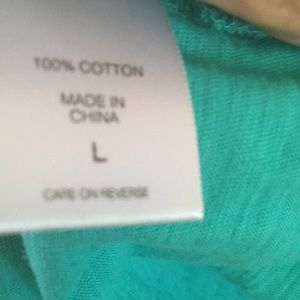 100% COTTON
MADE IN
CHINA
L
CARE ON REVERSE